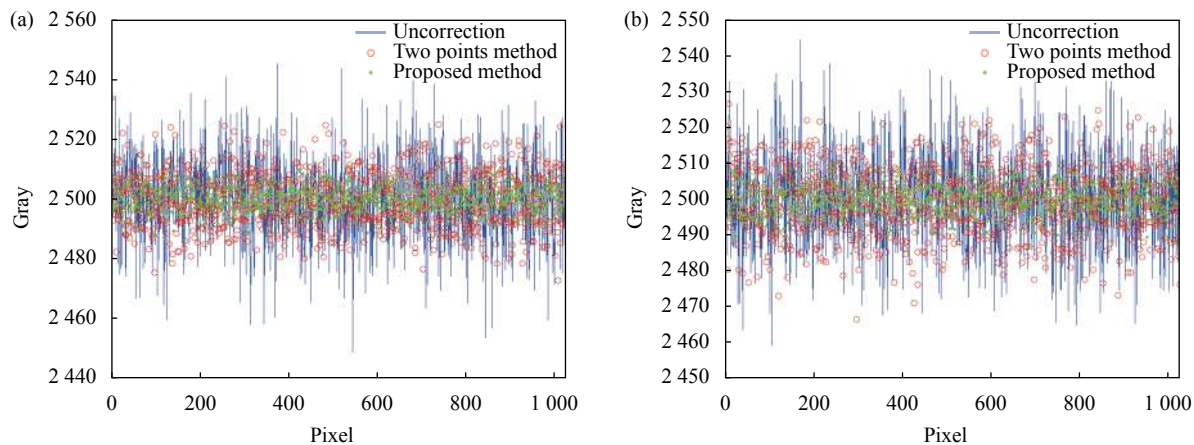 (a)
2 560
2 540
2 520
2 500
2 480
2 460
2 440
Gray
Uncorrection
Two points method
Proposed method
0
200
400
600
800
1 000
Pixel
(b)
2 550
2 540
2 530
2 520
2 510
2 500
2 490
2 480
2 470
2 460
2 450
Gray
Uncorrection
Two points method
Proposed method
0
200
400
600
800
1 000
Pixel